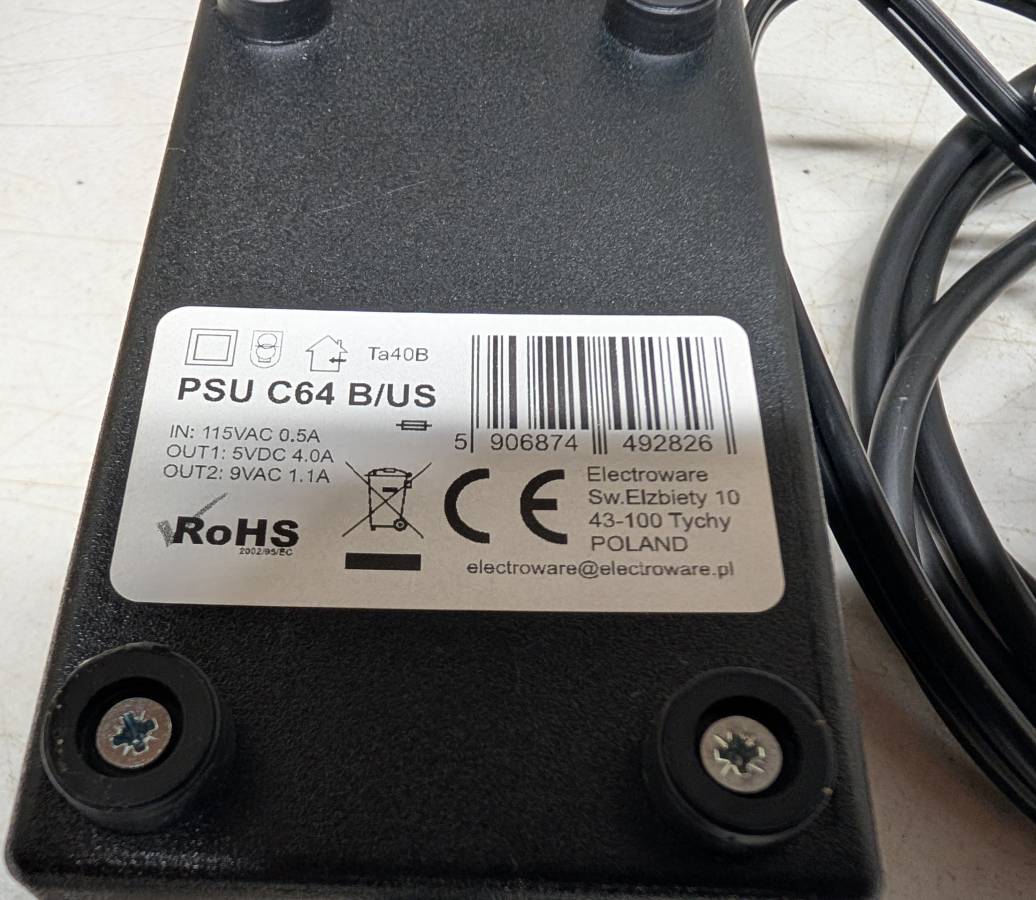 Ta40B
PSU C64 B/US
IN: 115VAC 0.5A
OUT1: 5VDC 4.0A
OUT2: 9VAC 1.1A
RoHS
2002/95/EC
5 906874 492826
CE
Electroware
Sw.Elzbiety 10
43-100 Tychy
POLAND
electroware@electroware.pl